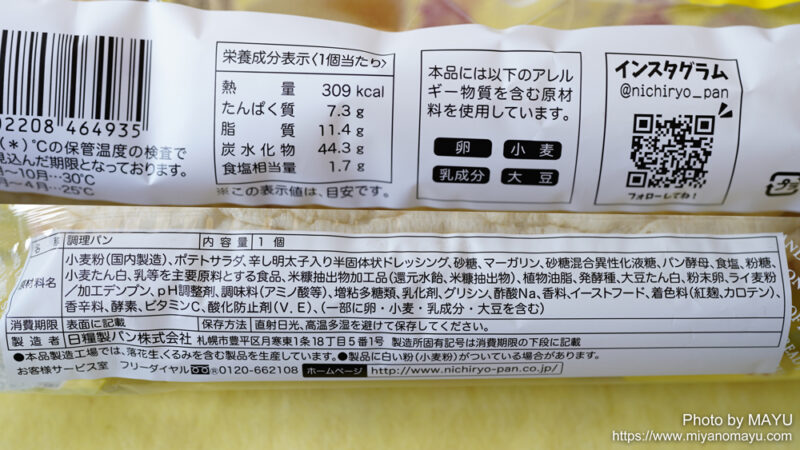 2208 464935
(*)℃の保管温度の検査で
見込んだ期限となっております。
月～10月…30℃
月～4月…25℃
栄養成分表示〈1個当たり〉
熱量 309 kcal
たんぱく質 7.3 g
脂質 11.4 g
炭水化物 44.3 g
食塩相当量 1.7 g
※この表示値は、目安です。
本品には以下のアレル
ギー物質を含む原材
料を使用しています。
卵 小麦
乳成分 大豆
インスタグラム
@nichiryo_pan
フォローしてね!
プラ
名称 調理パン 内容量 1個
小麦粉(国内製造)、ポテトサラダ、辛し明太子入り半固体状ドレッシング、砂糖、マーガリン、砂糖混合異性化液糖、パン酵母、食塩、粉糖、
小麦たん白、乳等を主要原料とする食品、米糠抽出物加工品(還元水飴、米糠抽出物)、植物油脂、発酵種、大豆たん白、粉末卵、ライ麦粉
原材料名
/加工デンプン、pH調整剤、調味料(アミノ酸等)、増粘多糖類、乳化剤、グリシン、酢酸Na、香料、イーストフード、着色料(紅麹、カロテン)、
香辛料、酵素、ビタミンC、酸化防止剤(V.E)、(一部に卵・小麦・乳成分・大豆を含む)
消費期限 表面に記載 保存方法 直射日光、高温多湿を避けて保存してください。
製造者 日糧製パン株式会社 札幌市豊平区月寒東1条18丁目5番1号 製造所固有記号は消費期限の下段に記載
●本製品工場では、落花生、くるみを含む製品を生産しています。●製品に白い粉(小麦粉)がついている場合があります。
お客様サービス室 フリーダイヤル 0120-662108 ホームページ http://www.nichiryo-pan.co.jp/
Photo by MAYU
https://www.miyanomayu.com